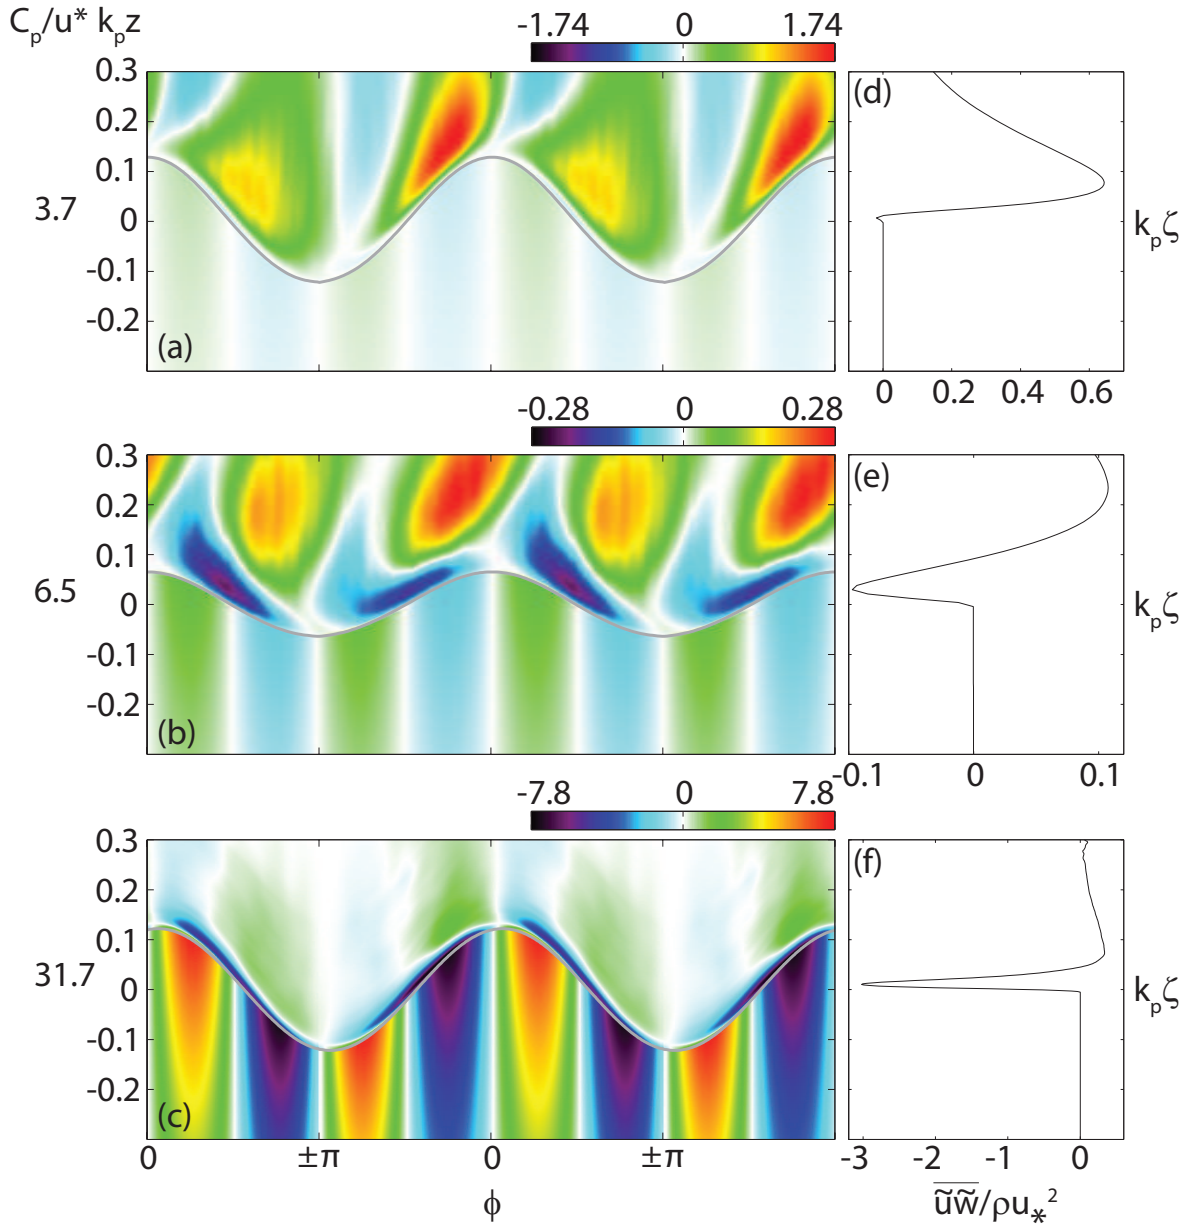 C_p/u* k_pz
-1.74 0 1.74
0.3
0.2
0.1
0
-0.1
-0.2
3.7
(a)
(d)
0 0.2 0.4 0.6
k_pζ
-0.28 0 0.28
0.3
0.2
0.1
0
-0.1
-0.2
6.5
(b)
(e)
-0.1 0 0.1
k_pζ
-7.8 0 7.8
0.3
0.2
0.1
0
-0.1
-0.2
31.7
(c)
(f)
0 ±π 0 ±π
-3 -2 -1 0
k_pζ
ϕ
\overline{ũw̃}/ρu_*²